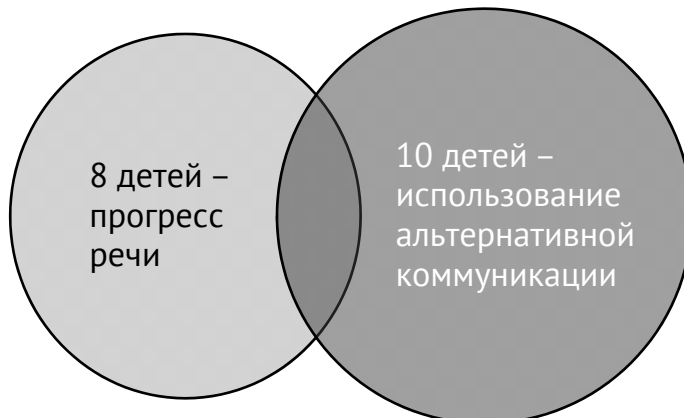 8 детей –
прогресс
речи
10 детей –
использование
альтернативной
коммуникации